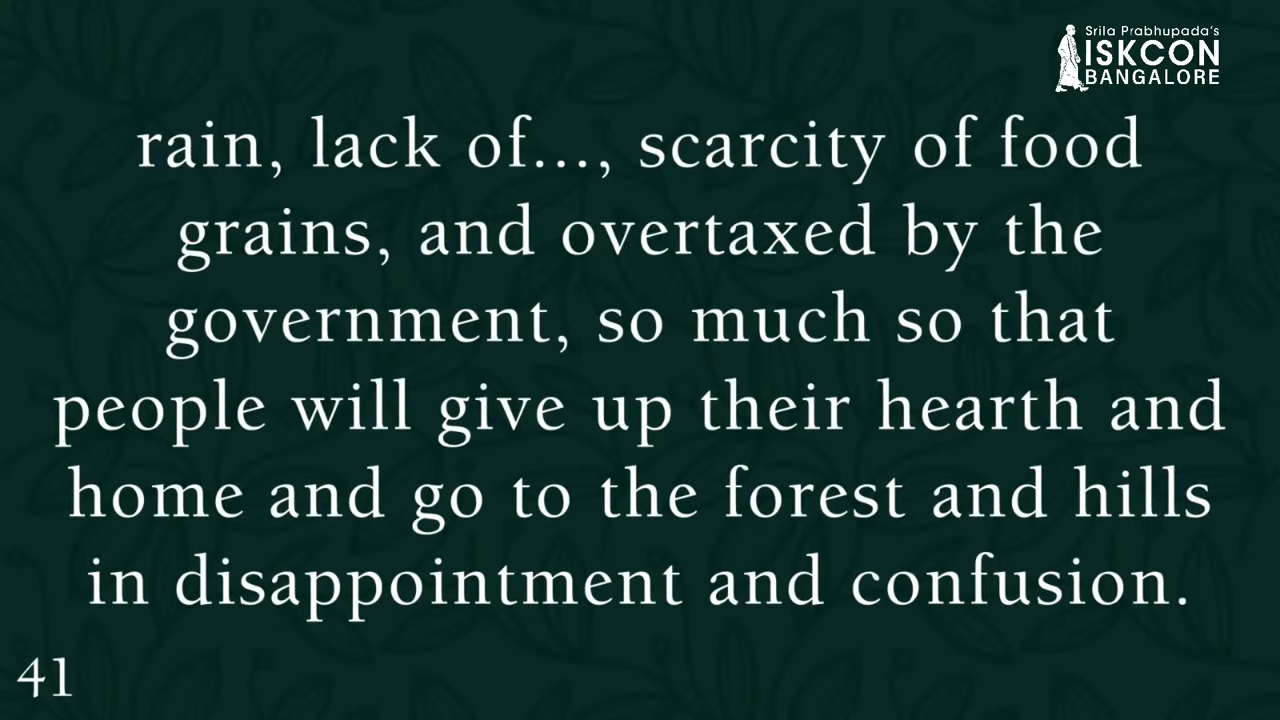 Srila Prabhupada's
ISKCON
BANGALORE
rain, lack of..., scarcity of food
grains, and overtaxed by the
government, so much so that
people will give up their hearth and
home and go to the forest and hills
in disappointment and confusion.
41